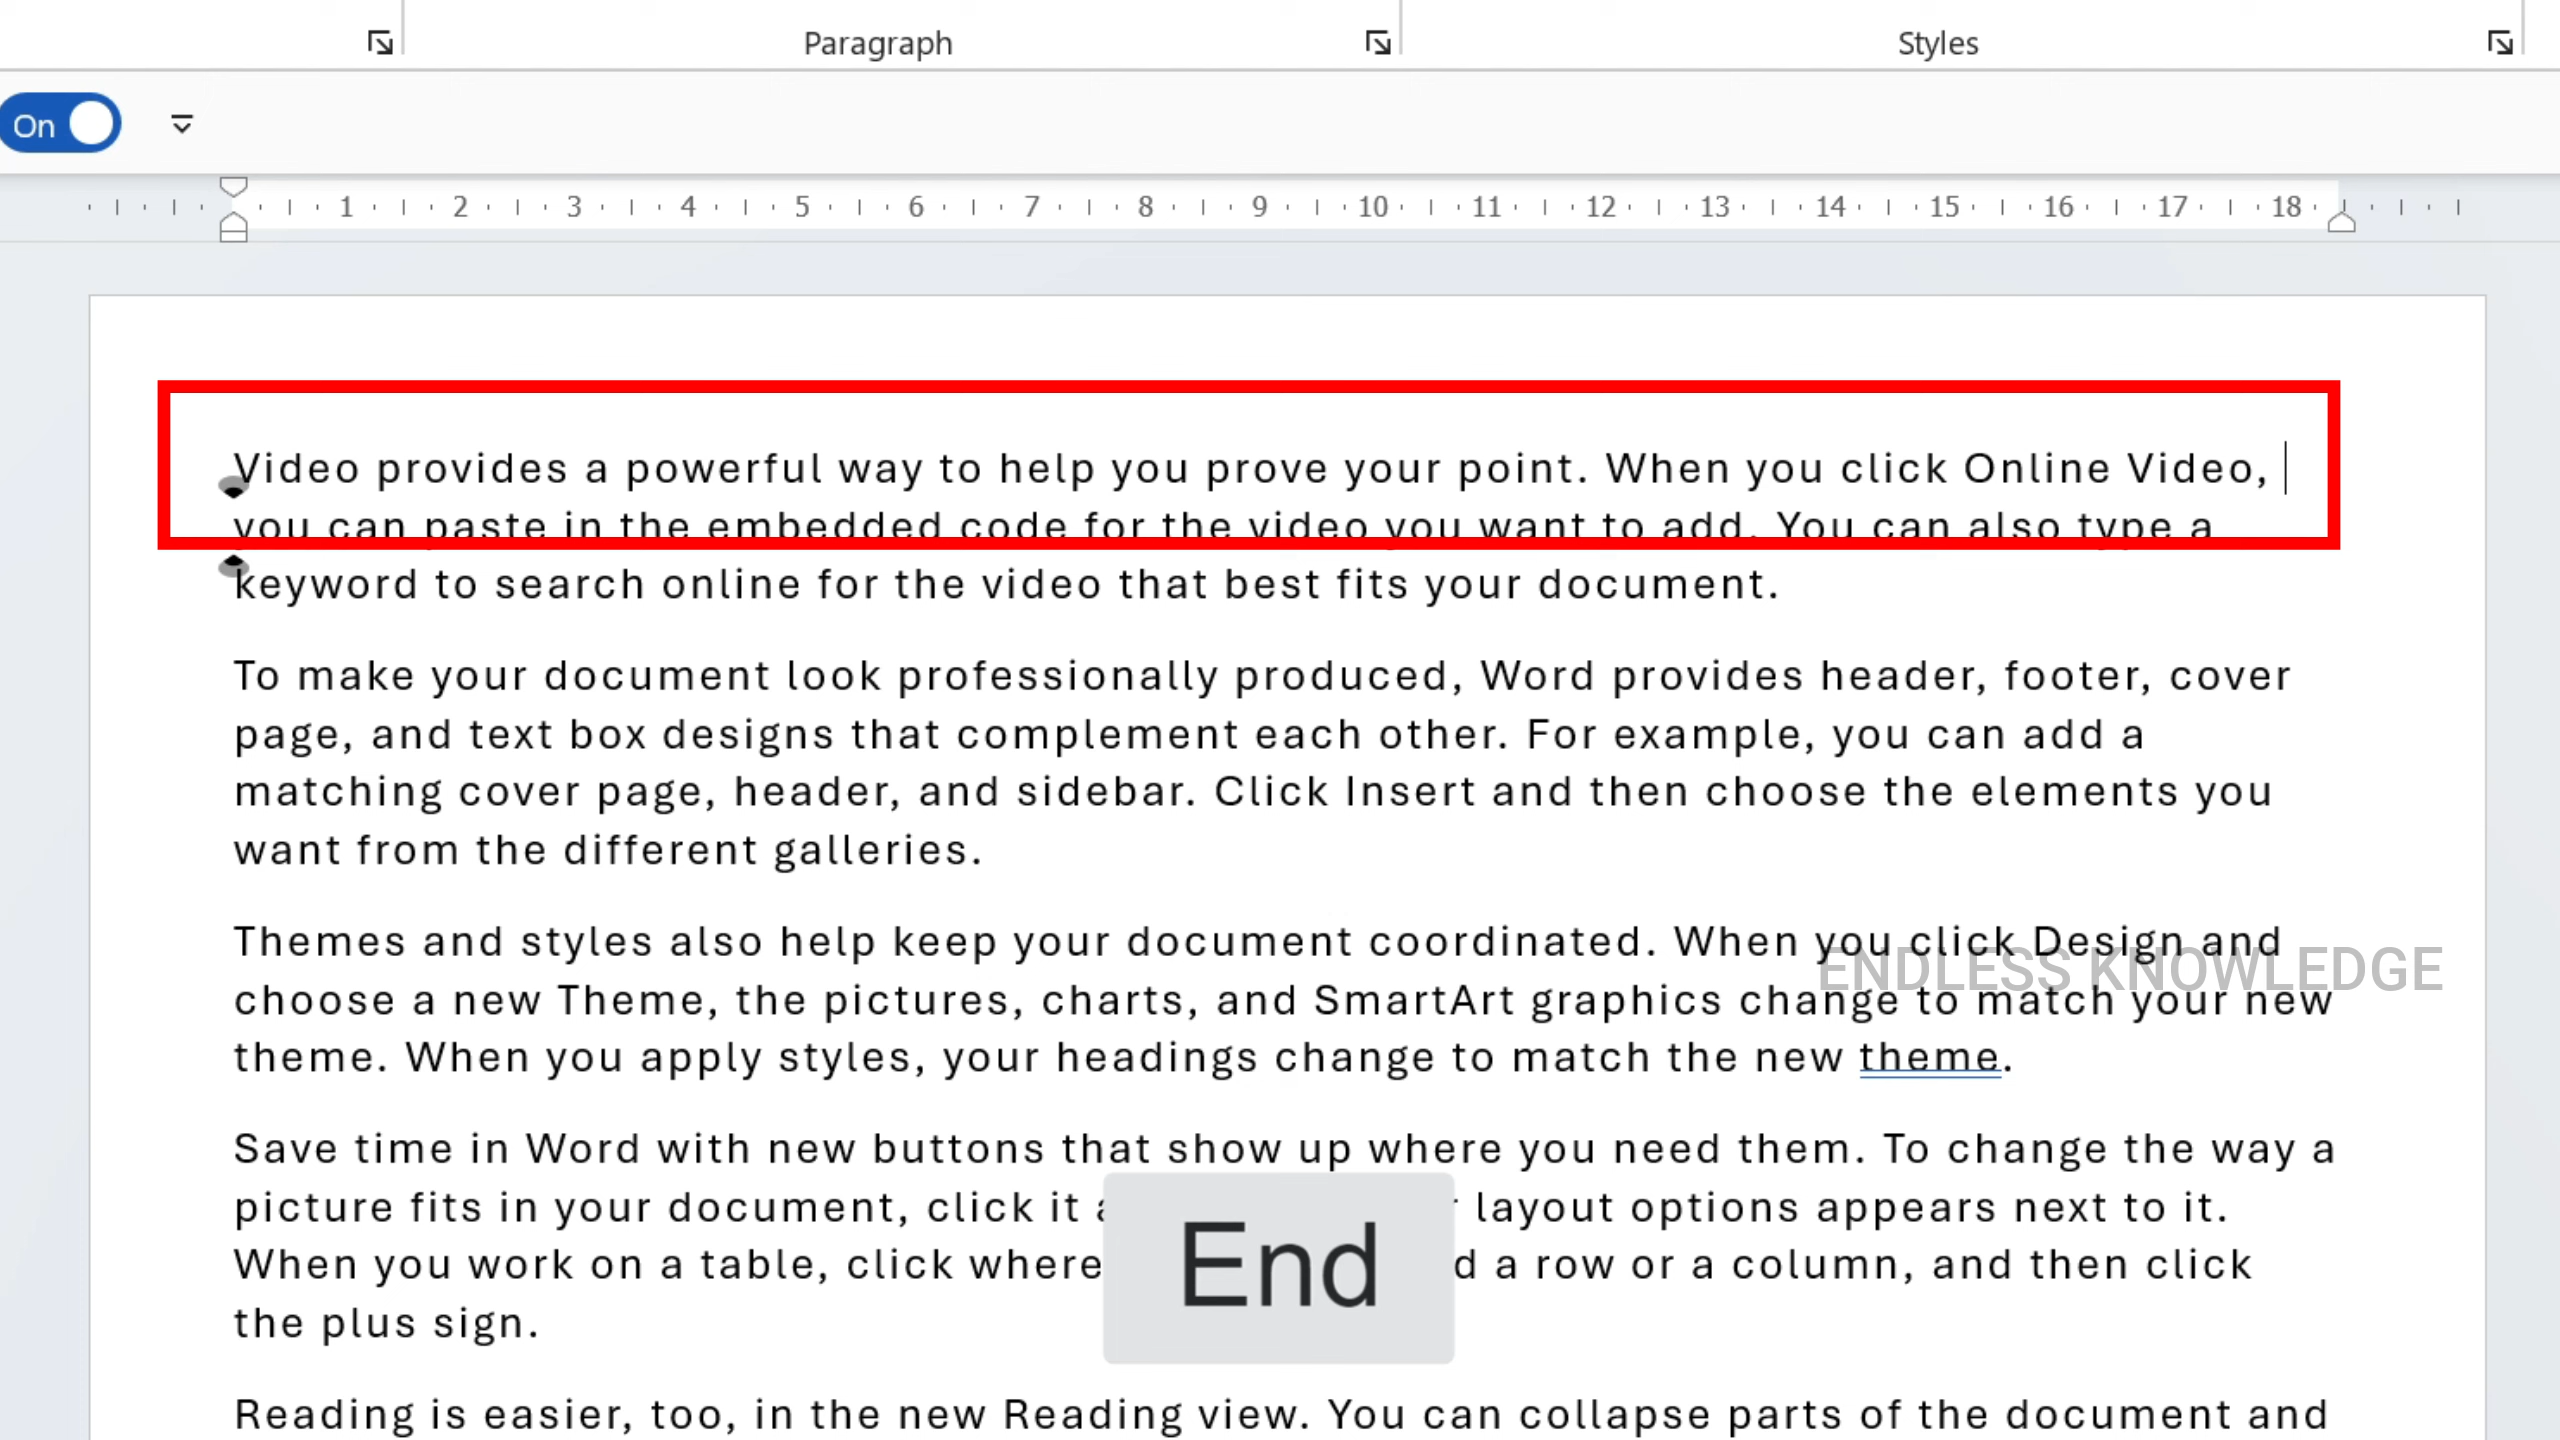 Paragraph
Styles
On
1 2 3 4 5 6 7 8 9 10 11 12 13 14 15 16 17 18
Video provides a powerful way to help you prove your point. When you click Online Video,
you can paste in the embedded code for the video you want to add. You can also type a
keyword to search online for the video that best fits your document.
To make your document look professionally produced, Word provides header, footer, cover
page, and text box designs that complement each other. For example, you can add a
matching cover page, header, and sidebar. Click Insert and then choose the elements you
want from the different galleries.
Themes and styles also help keep your document coordinated. When you click Design and
ENDLESS KNOWLEDGE
choose a new Theme, the pictures, charts, and SmartArt graphics change to match your new
theme. When you apply styles, your headings change to match the new theme.
Save time in Word with new buttons that show up where you need them. To change the way a
picture fits in your document, click it layout options appears next to it.
When you work on a table, click where a row or a column, and then click
End
the plus sign.
Reading is easier, too, in the new Reading view. You can collapse parts of the document and